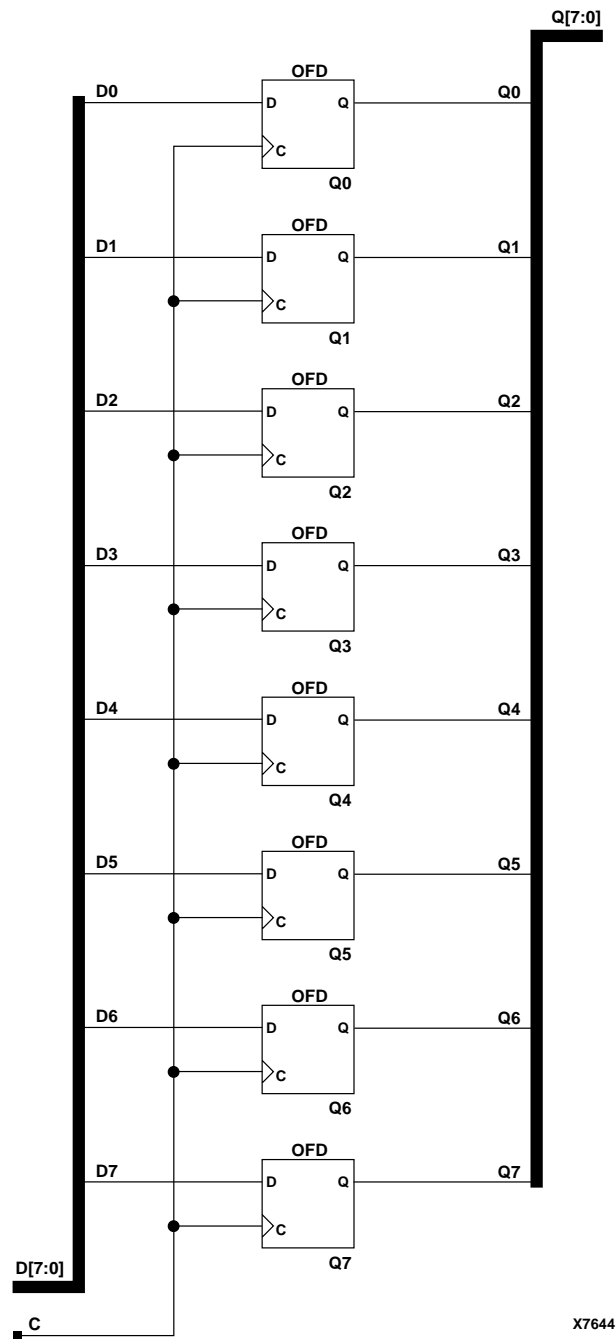 Q[7:0]
OFD
D0 D Q Q0
C
Q0
OFD
D1 D Q Q1
C
Q1
OFD
D2 D Q Q2
C
Q2
OFD
D3 D Q Q3
C
Q3
OFD
D4 D Q Q4
C
Q4
OFD
D5 D Q Q5
C
Q5
OFD
D6 D Q Q6
C
Q6
OFD
D7 D Q Q7
C
Q7
D[7:0]
C
X7644